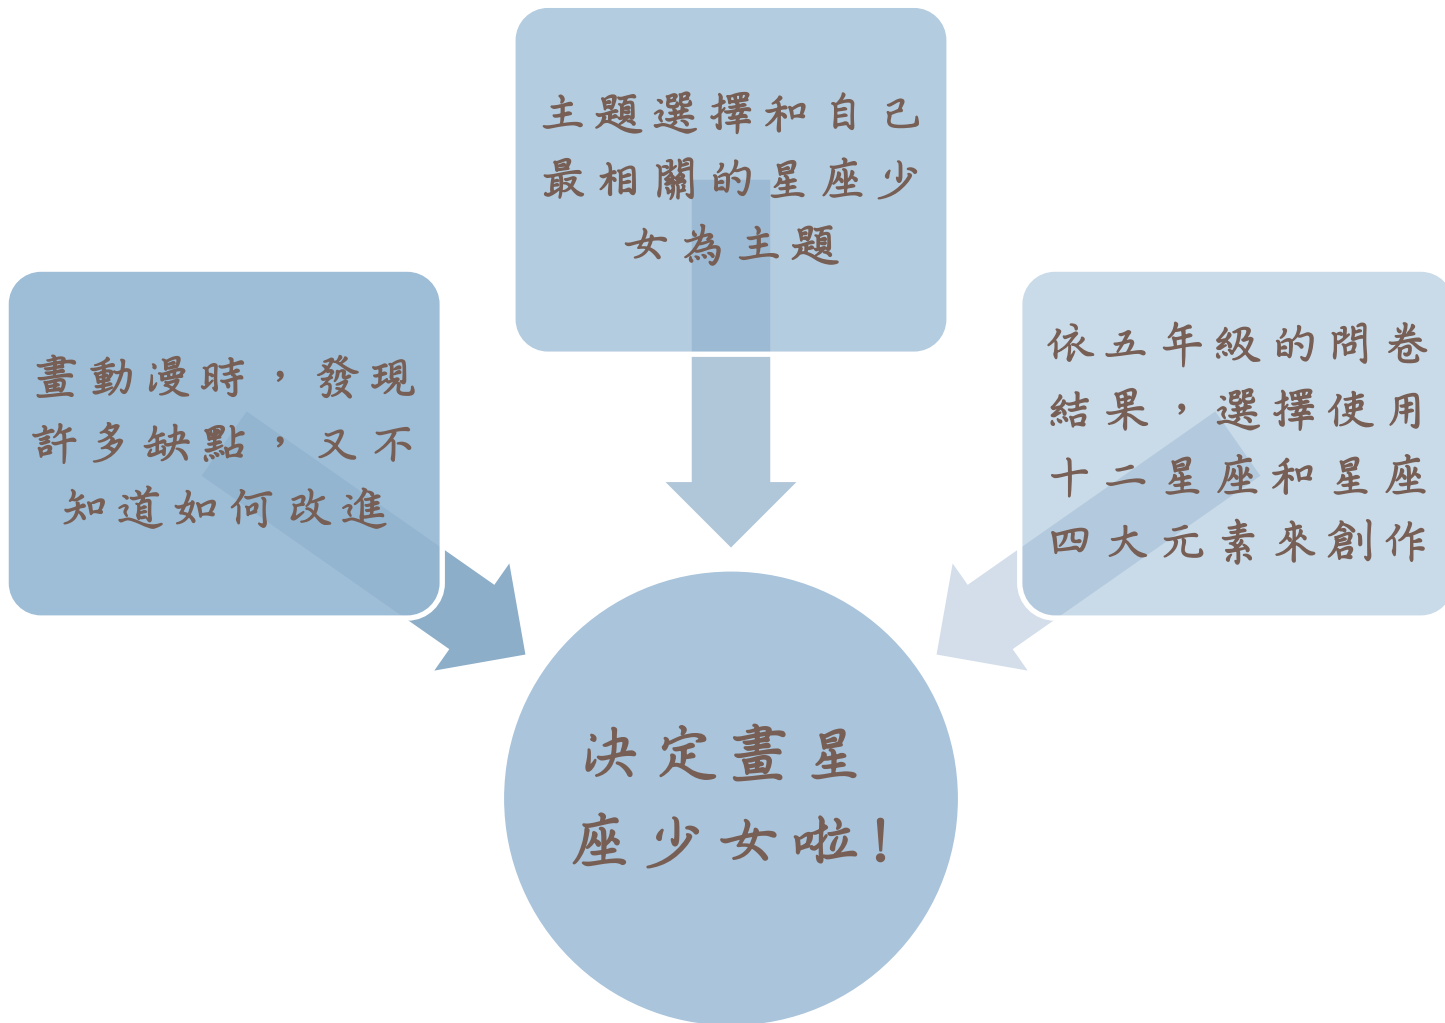 主題選擇和自己
最相關的星座少
女為主題
畫動漫時，發現
許多缺點，又不
知道如何改進
依五年級的問卷
結果，選擇使用
十二星座和星座
四大元素來創作
決定畫星
座少女啦！